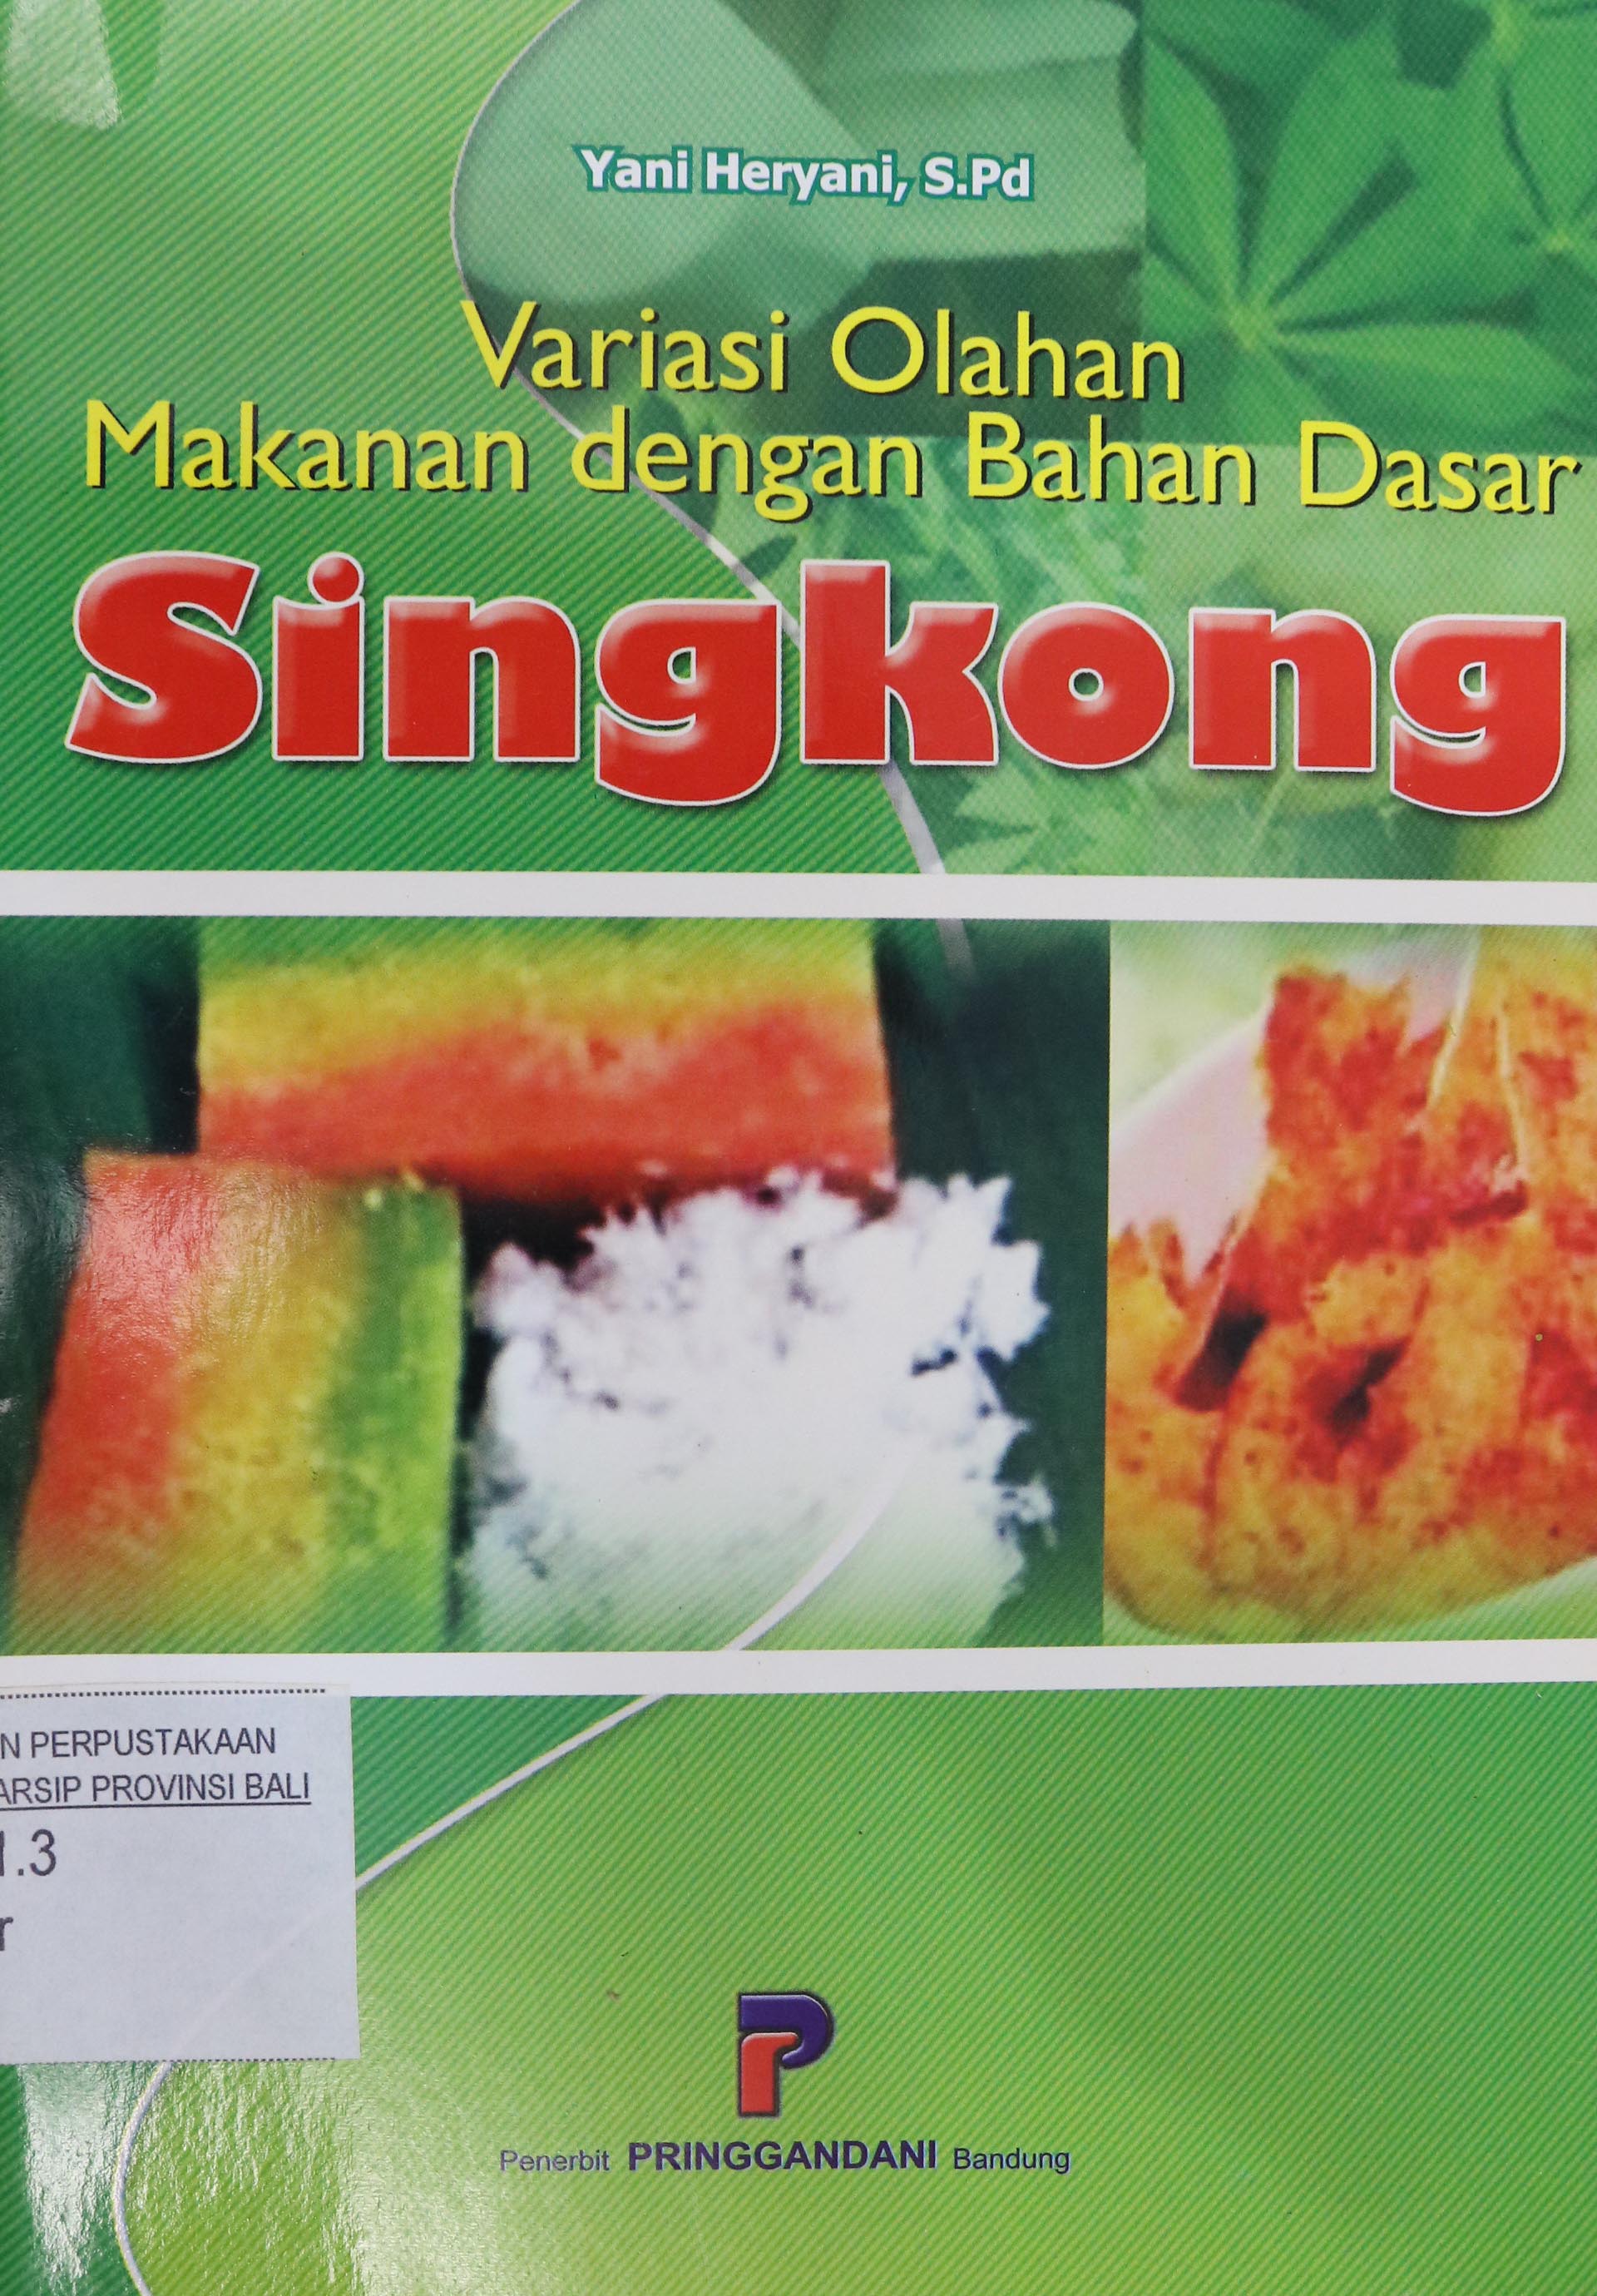 Yani Heryani, S.Pd
Variasi Olahan
Makanan dengan Bahan Dasar
Singkong
N PERPUSTAKAAN
ARSIP PROVINSI BALI
1.3
r
Penerbit PRINGGANDANI Bandung